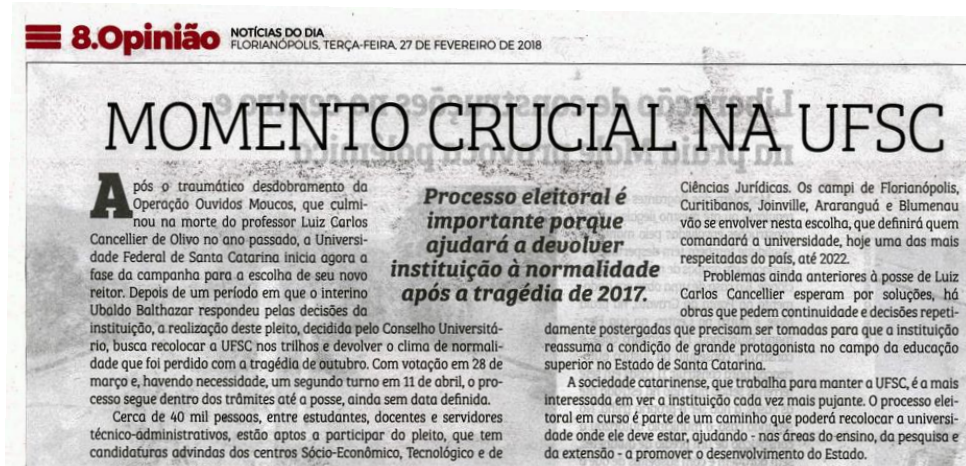 8.Opinião
NOTÍCIAS DO DIA
FLORIANÓPOLIS, TERÇA-FEIRA, 27 DE FEVEREIRO DE 2018
MOMENTO CRUCIAL NA UFSC
Após o traumático desdobramento da
Operação Ouvidos Moucos, que culmi-
nou na morte do professor Luiz Carlos
Cancellier de Olivo no ano passado, a Universi-
dade Federal de Santa Catarina inicia agora a
fase da campanha para a escolha de seu novo
reitor. Depois de um período em que o interino
Ubaldo Balthazar respondeu pelas decisões da
instituição, a realização deste pleito, decidida pelo Conselho Universitá-
rio, busca recolocar a UFSC nos trilhos e devolver o clima de normali-
dade que foi perdido com a tragédia de outubro. Com votação em 28 de
março e, havendo necessidade, um segundo turno em 11 de abril, o pro-
cesso segue dentro dos trâmites até a posse, ainda sem data definida.
Cerca de 40 mil pessoas, entre estudantes, docentes e servidores
técnico-administrativos, estão aptos a participar do pleito, que tem
candidaturas advindas dos centros Sócio-Econômico, Tecnológico e de
Processo eleitoral é
importante porque
ajudará a devolver
instituição à normalidade
após a tragédia de 2017.
Ciências Jurídicas. Os campi de Florianópolis,
Curitibanos, Joinville, Araranguá e Blumenau
vão se envolver nesta escolha, que definirá quem
comandará a universidade, hoje uma das mais
respeitadas do país, até 2022.
Problemas ainda anteriores à posse de Luiz
Carlos Cancellier esperam por soluções, há
obras que pedem continuidade e decisões repeti-
damente postergadas que precisam ser tomadas para que a instituição
reassuma a condição de grande protagonista no campo da educação
superior no Estado de Santa Catarina.
A sociedade catarinense, que trabalha para manter a UFSC, é a mais
interessada em ver a instituição cada vez mais pujante. O processo elei-
toral em curso é parte de um caminho que poderá recolocar a universi-
dade onde ele deve estar, ajudando - nas áreas do ensino, da pesquisa e
da extensão - a promover o desenvolvimento do Estado.